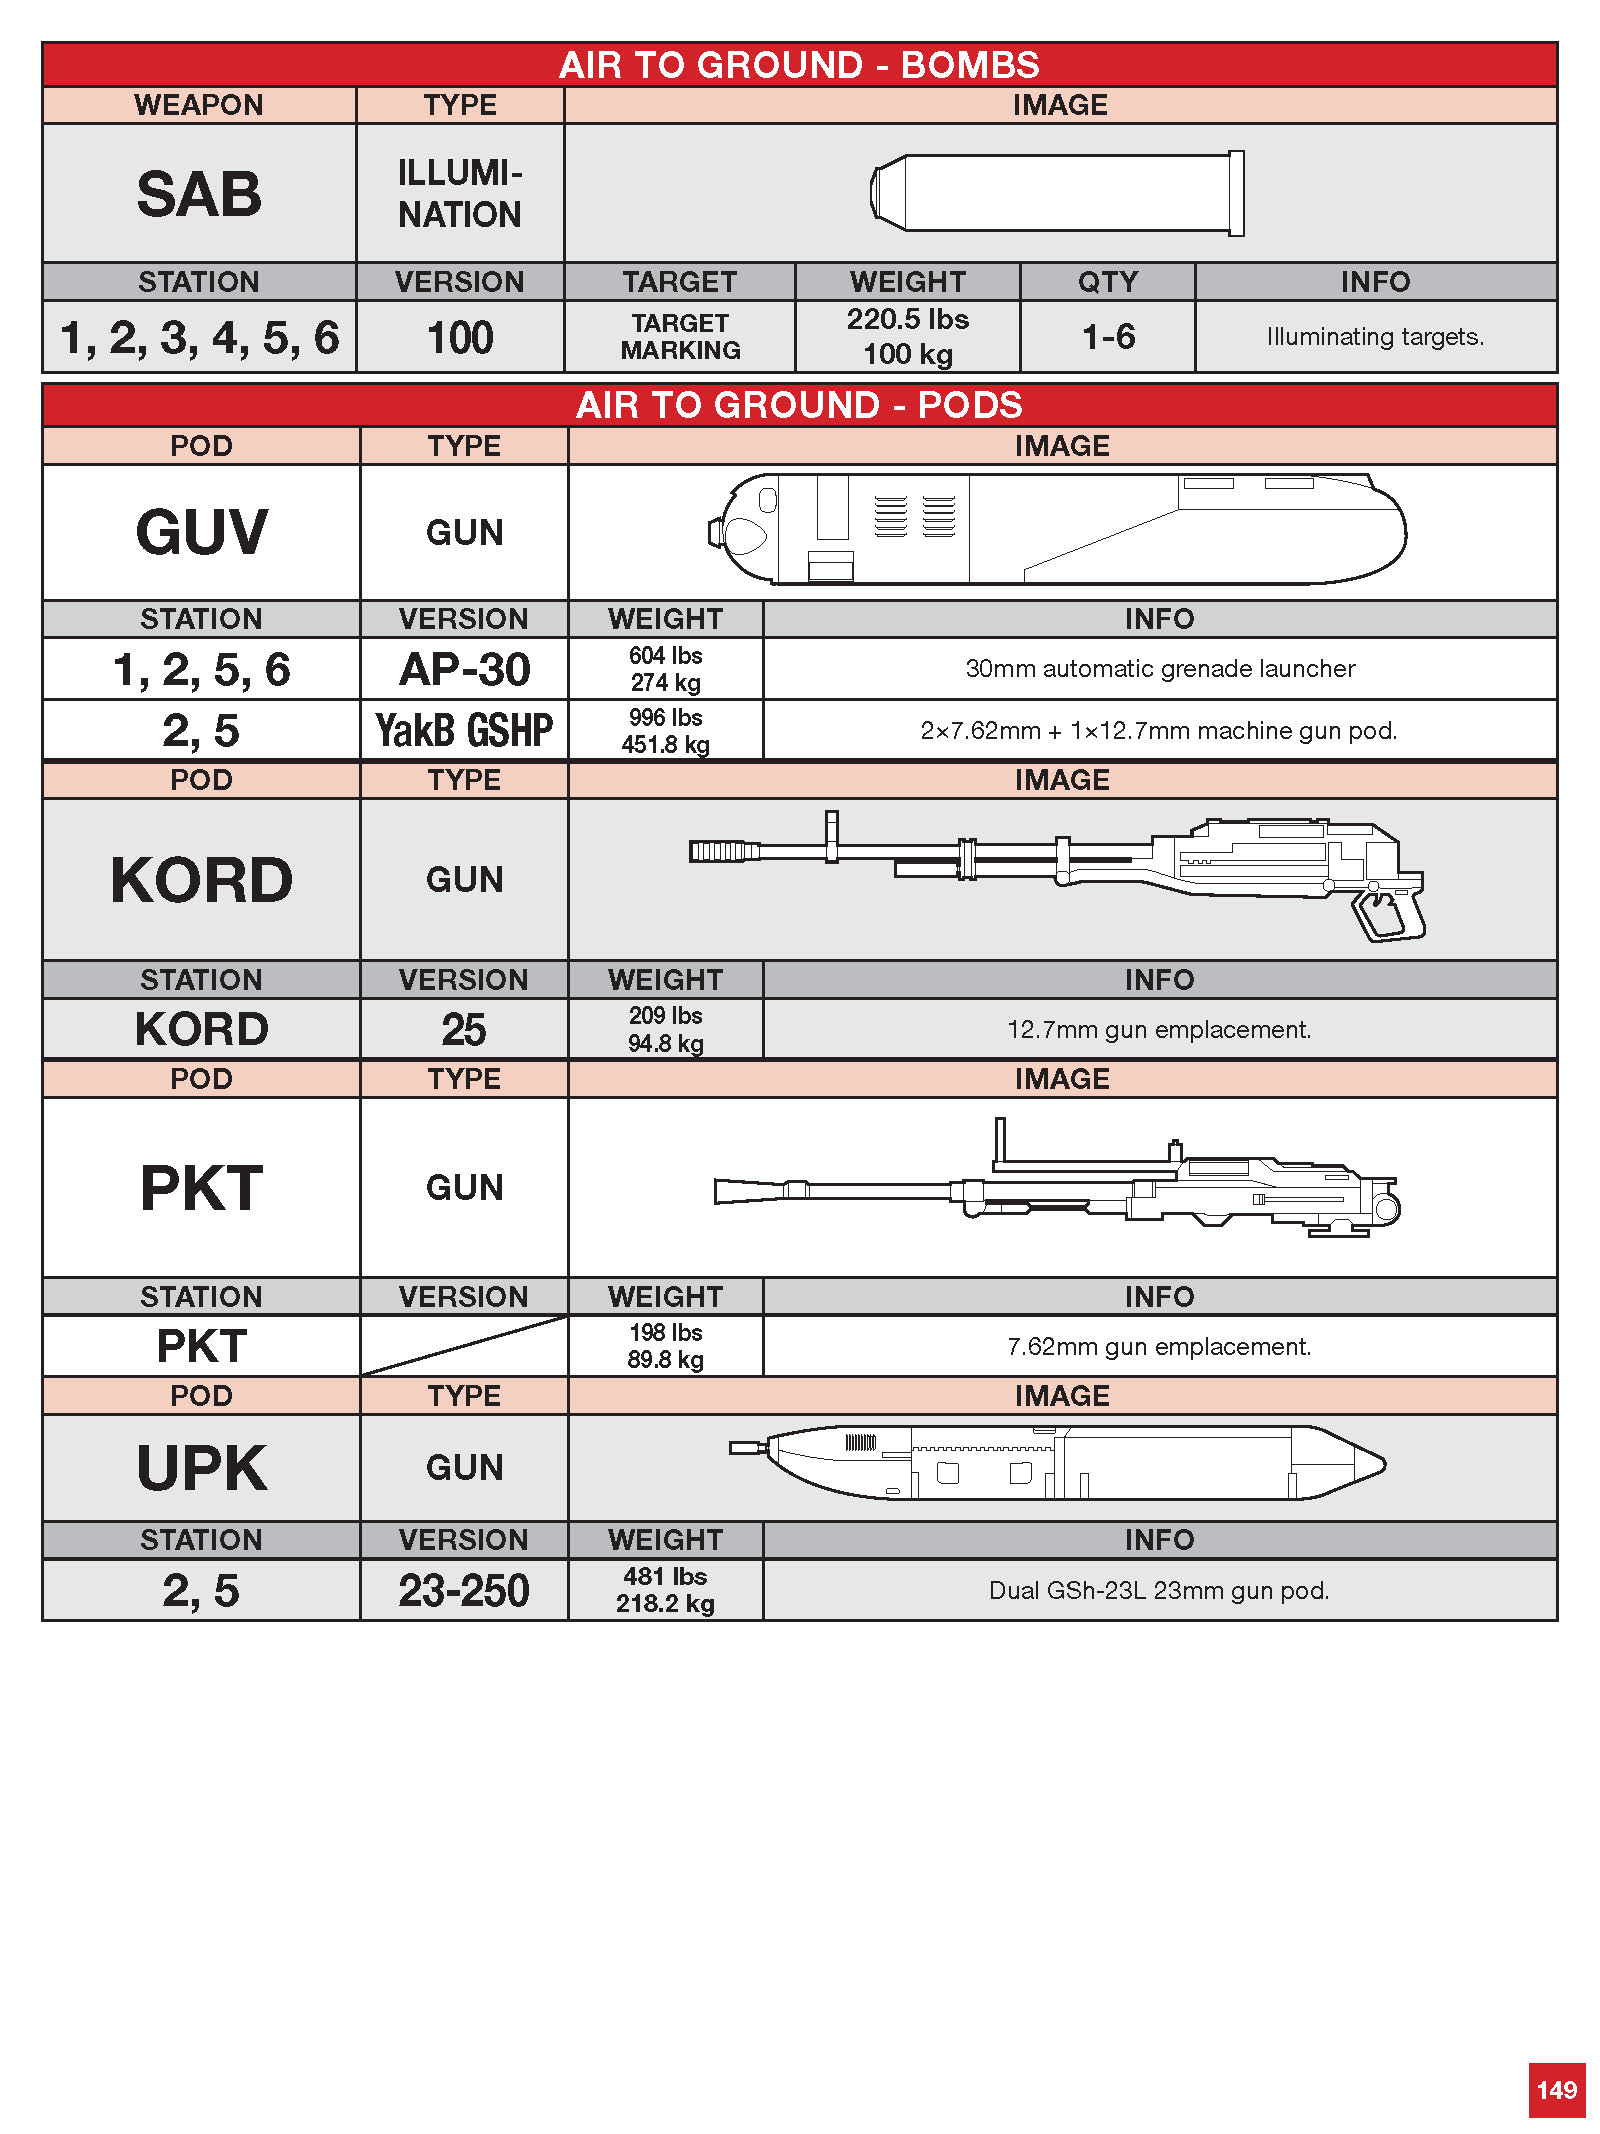 AIR TO GROUND - BOMBS
WEAPON TYPE IMAGE
SAB ILLUMI-
NATION
STATION VERSION TARGET WEIGHT QTY INFO
1, 2, 3, 4, 5, 6 100 TARGET
MARKING 220.5 lbs
100 kg 1-6 Illuminating targets.
AIR TO GROUND - PODS
POD TYPE IMAGE
GUV GUN
STATION VERSION WEIGHT INFO
1, 2, 5, 6 AP-30 604 lbs
274 kg 30mm automatic grenade launcher
2, 5 YakB GSHP 996 lbs
451.8 kg 2×7.62mm + 1×12.7mm machine gun pod.
POD TYPE IMAGE
KORD GUN
STATION VERSION WEIGHT INFO
KORD 25 209 lbs
94.8 kg 12.7mm gun emplacement.
POD TYPE IMAGE
PKT GUN
STATION VERSION WEIGHT INFO
PKT 198 lbs
89.8 kg 7.62mm gun emplacement.
POD TYPE IMAGE
UPK GUN
STATION VERSION WEIGHT INFO
2, 5 23-250 481 lbs
218.2 kg Dual GSh-23L 23mm gun pod.
149